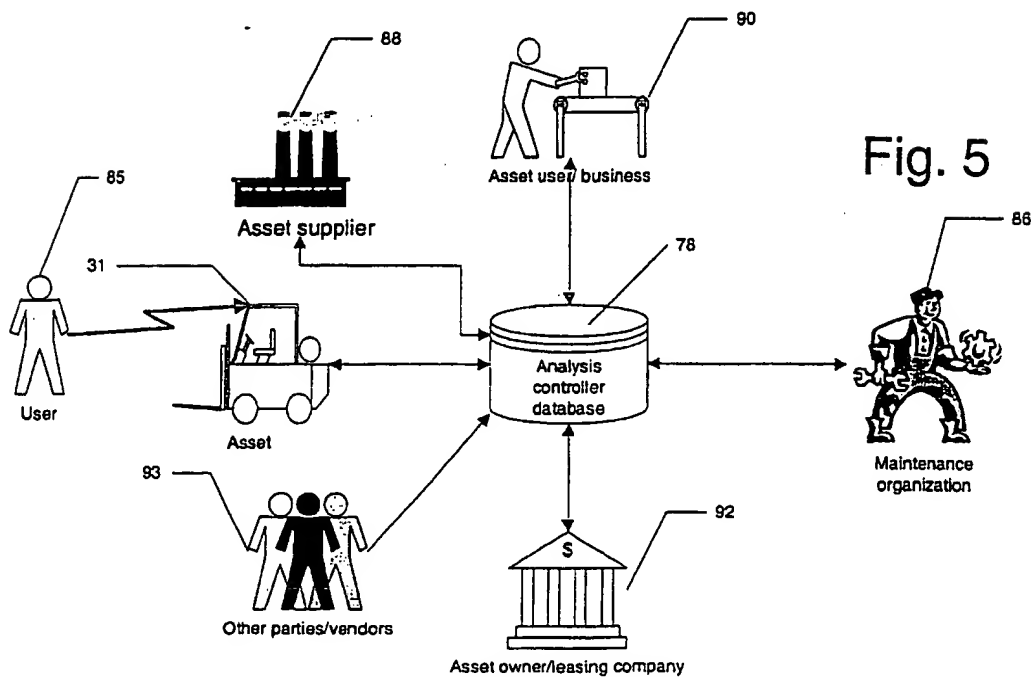 88
90
Fig. 5
Asset user/ business
85
Asset supplier
86
31
78
Analysis
controller
database
User
Asset
Maintenance
organization
93
92
$
Other parties/vendors
Asset owner/leasing company